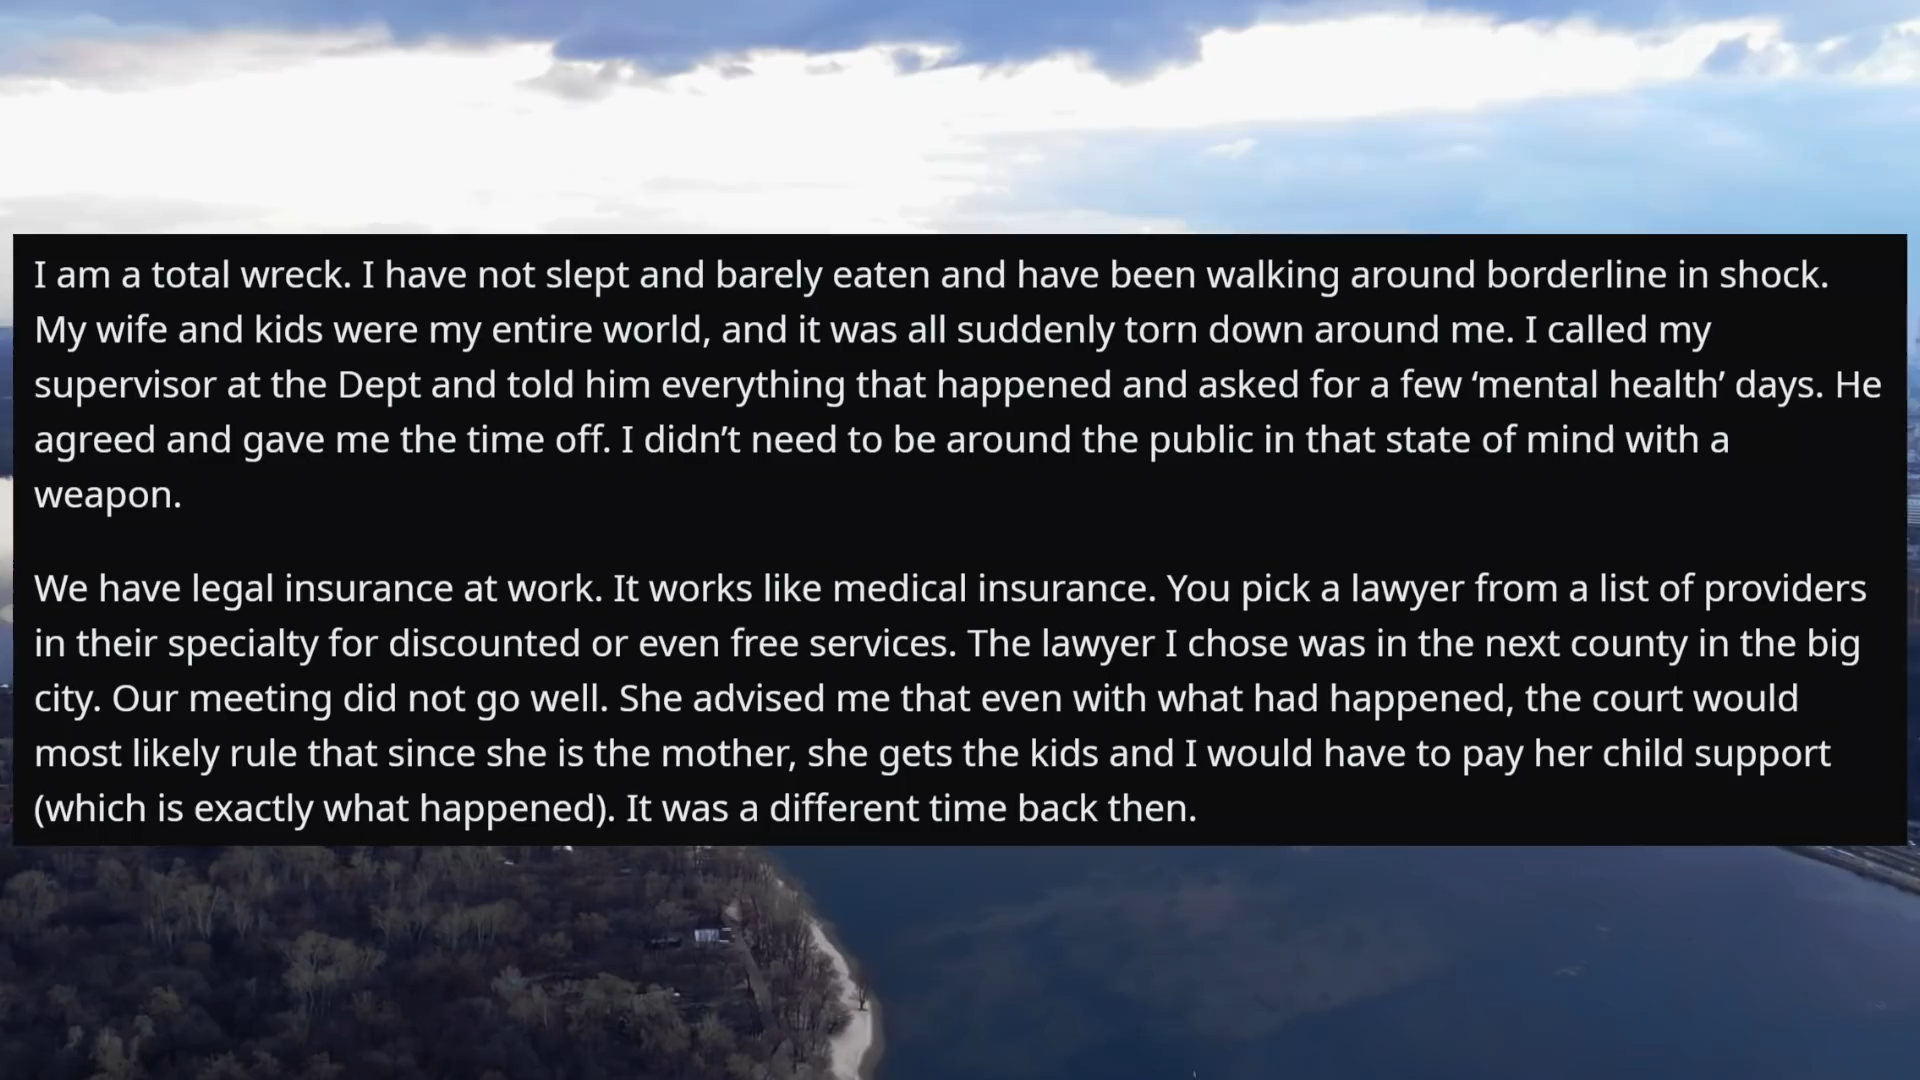 I am a total wreck. I have not slept and barely eaten and have been walking around borderline in shock.
My wife and kids were my entire world, and it was all suddenly torn down around me. I called my
supervisor at the Dept and told him everything that happened and asked for a few ‘mental health’ days. He
agreed and gave me the time off. I didn’t need to be around the public in that state of mind with a
weapon.
We have legal insurance at work. It works like medical insurance. You pick a lawyer from a list of providers
in their specialty for discounted or even free services. The lawyer I chose was in the next county in the big
city. Our meeting did not go well. She advised me that even with what had happened, the court would
most likely rule that since she is the mother, she gets the kids and I would have to pay her child support
(which is exactly what happened). It was a different time back then.